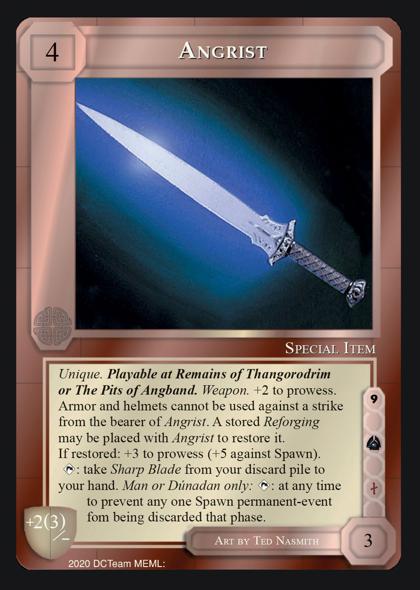 4
ANGRIST
SPECIAL ITEM
Unique. Playable at Remains of Thangorodrim
or The Pits of Angband. Weapon. +2 to prowess.
Armor and helmets cannot be used against a strike
from the bearer of Angrist. A stored Reforging
may be placed with Angrist to restore it.
If restored: +3 to prowess (+5 against Spawn).
: take Sharp Blade from your discard pile to
your hand. Man or Dúnadan only: : at any time
to prevent any one Spawn permanent-event
fom being discarded that phase.
9
+2(3)/–
ART BY TED NASMITH
3
2020 DCTeam MEML: